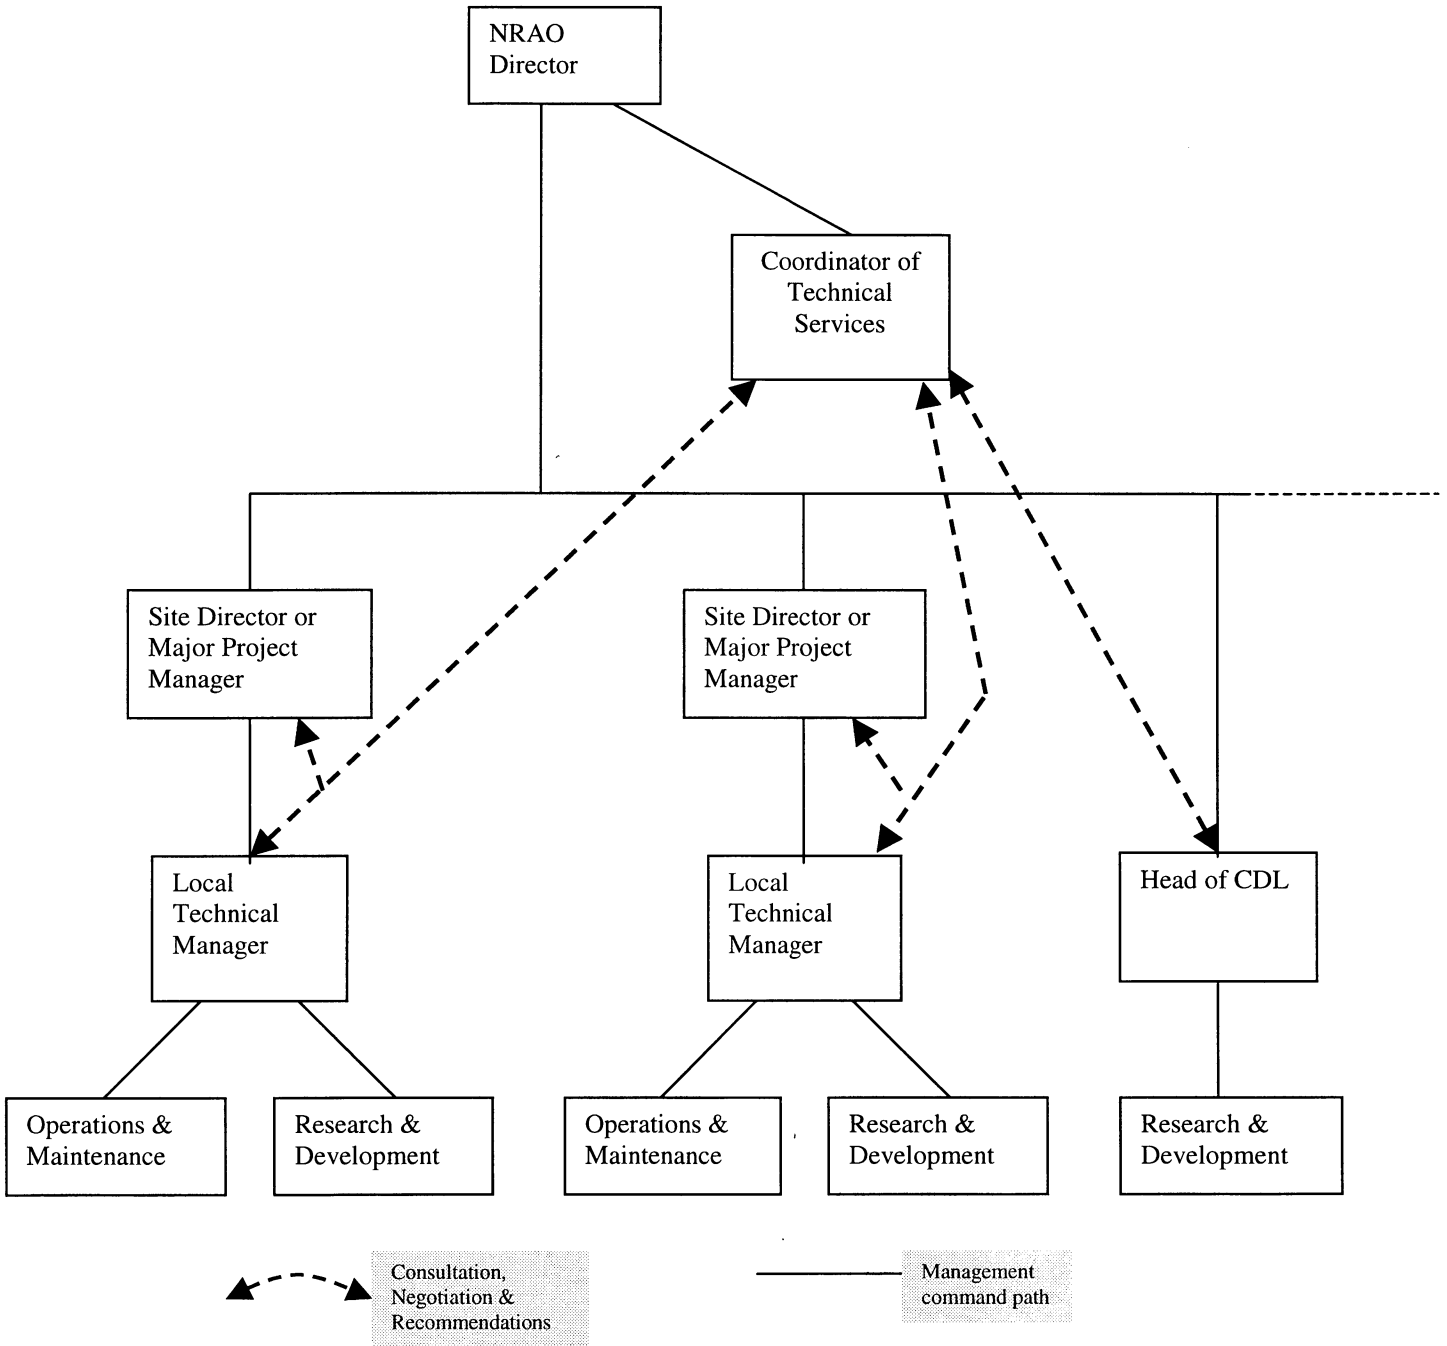 NRAO
Director
Coordinator of
Technical
Services
Site Director or
Major Project
Manager
Site Director or
Major Project
Manager
Local
Technical
Manager
Local
Technical
Manager
Head of CDL
Operations &
Maintenance
Research &
Development
Operations &
Maintenance
Research &
Development
Research &
Development
Consultation,
Negotiation &
Recommendations
Management
command path